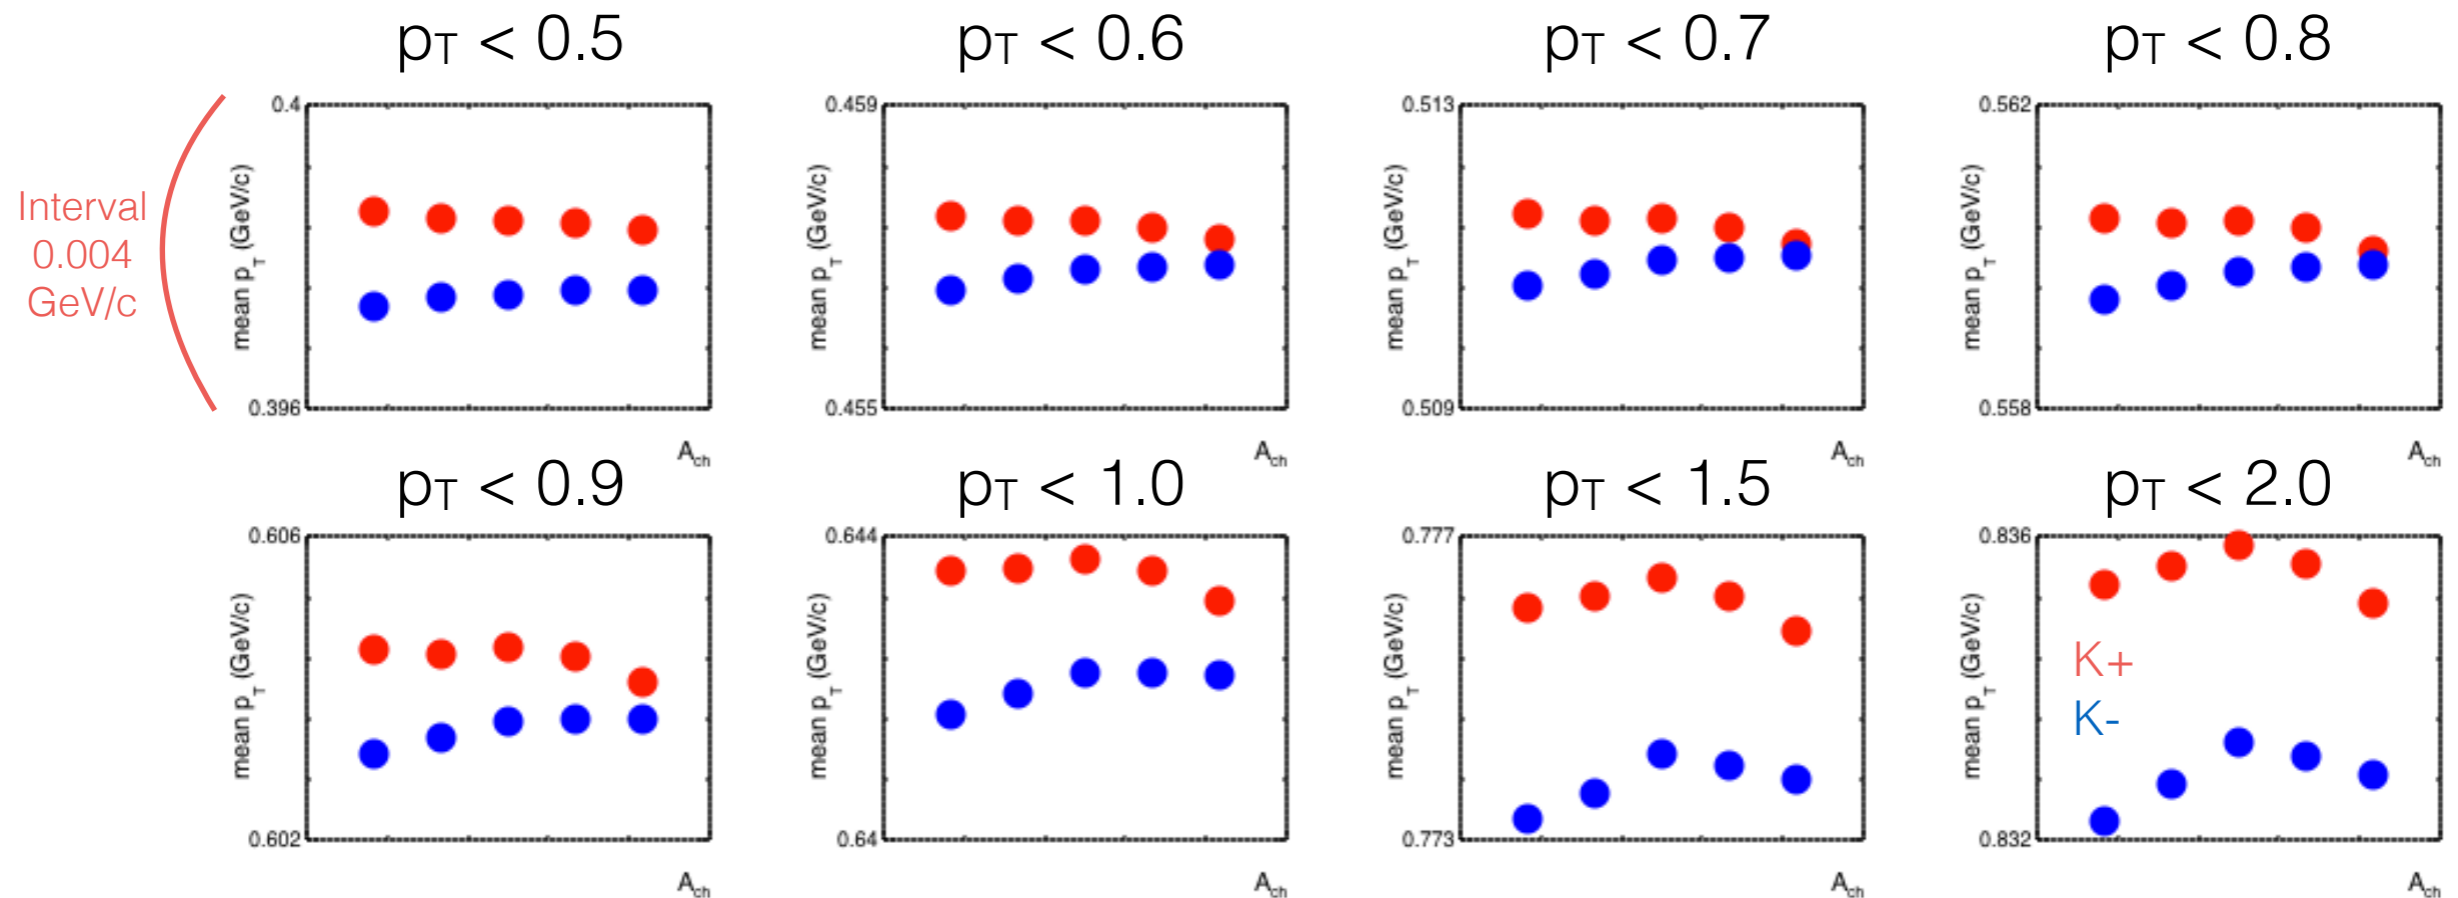 pT < 0.5
pT < 0.6
pT < 0.7
pT < 0.8
Interval
0.004
GeV/c
0.4
mean pT (GeV/c)
0.396
Ach
0.459
mean pT (GeV/c)
0.455
Ach
0.513
mean pT (GeV/c)
0.509
Ach
0.562
mean pT (GeV/c)
0.558
Ach
pT < 0.9
pT < 1.0
pT < 1.5
pT < 2.0
0.606
mean pT (GeV/c)
0.602
Ach
0.644
mean pT (GeV/c)
0.64
Ach
0.777
mean pT (GeV/c)
0.773
Ach
0.836
mean pT (GeV/c)
K+
K-
0.832
Ach